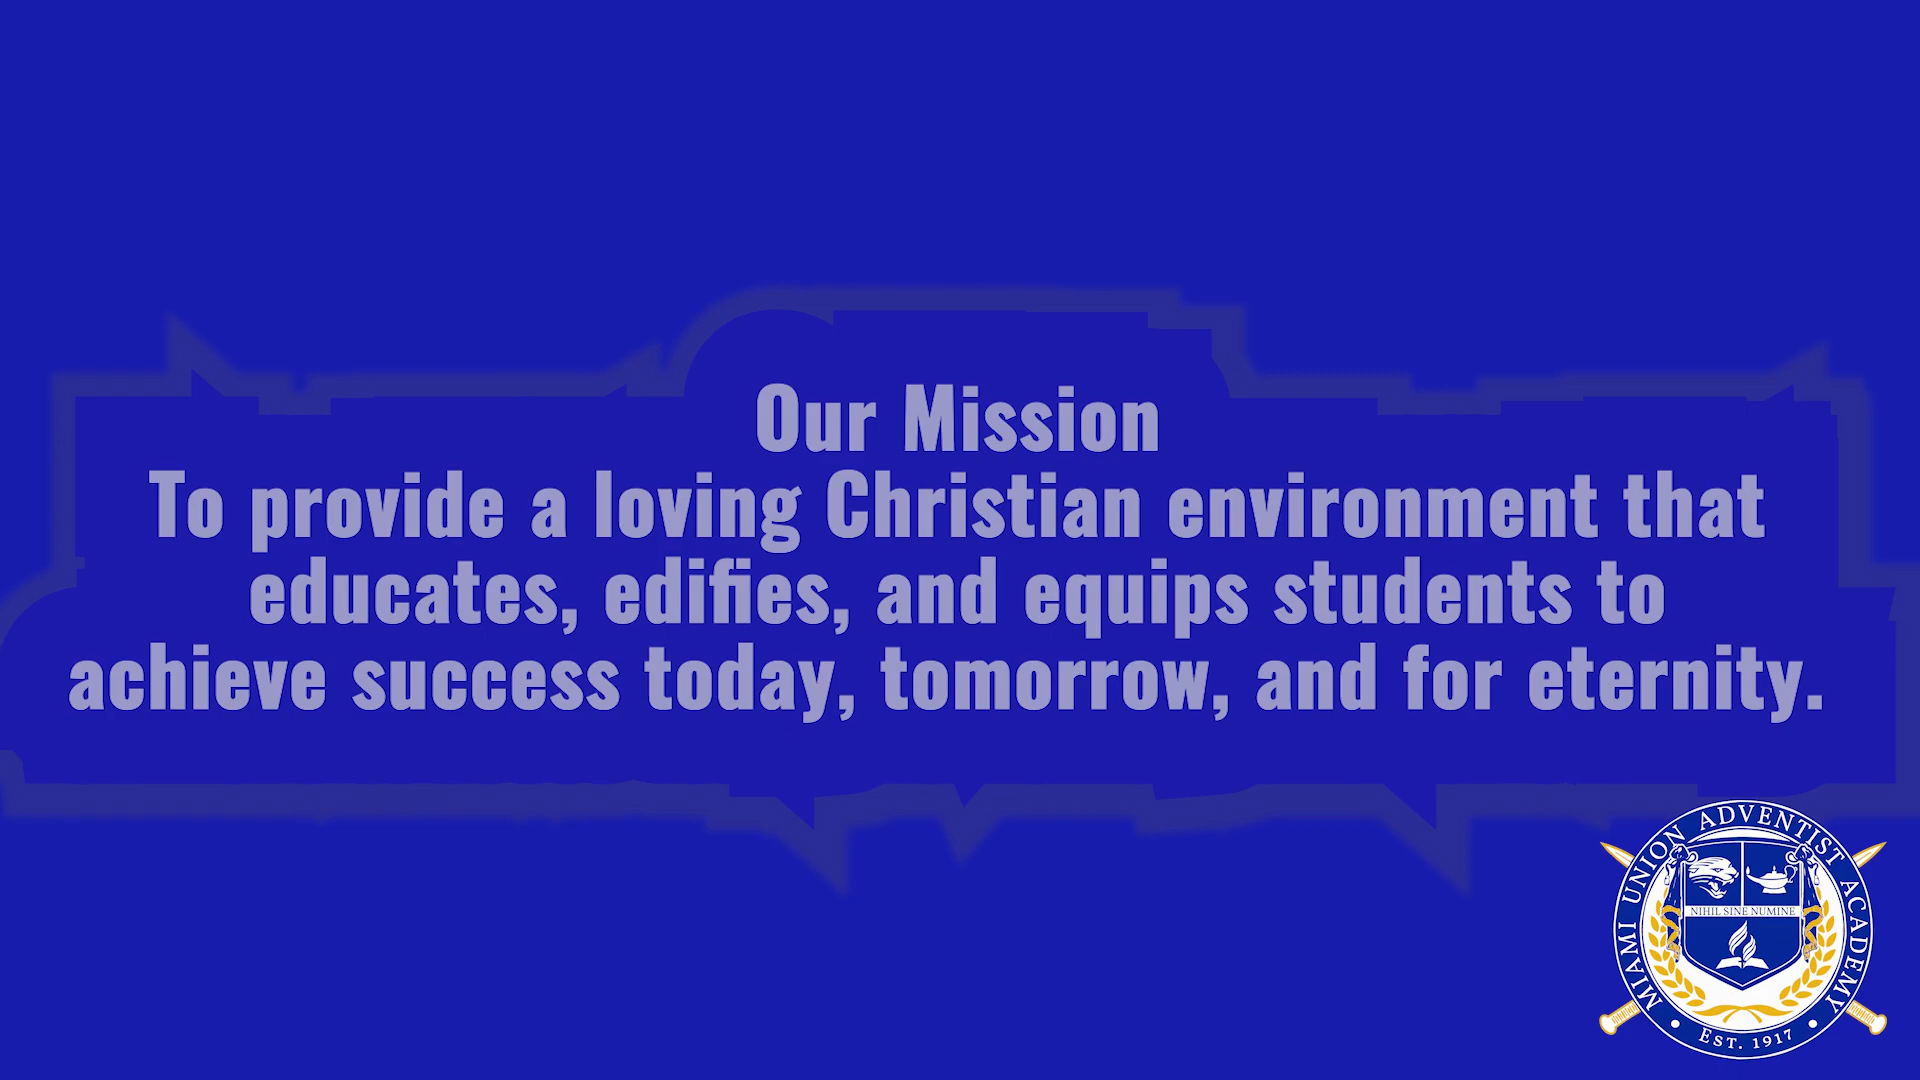 Our Mission
To provide a loving Christian environment that
educates, edifies, and equips students to
achieve success today, tomorrow, and for eternity.
MIAMI UNION ADVENTIST ACADEMY
NIHIL SINE NUMINE
EST. 1917